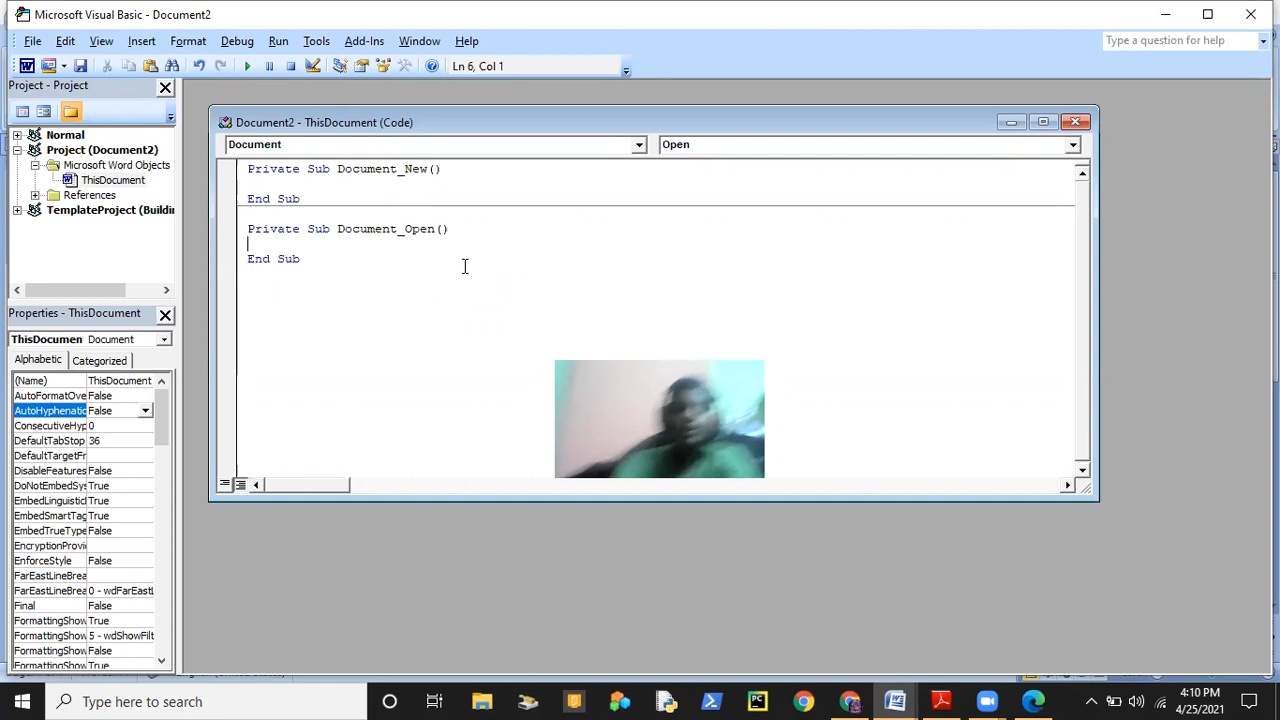 Microsoft Visual Basic - Document2
File Edit View Insert Format Debug Run Tools Add-Ins Window Help
Type a question for help
Ln 6, Col 1
Project - Project
Normal
Project (Document2)
Microsoft Word Objects
ThisDocument
References
TemplateProject (Buildin
Document2 - ThisDocument (Code)
Document Open
Private Sub Document_New()
End Sub
Private Sub Document_Open()
End Sub
Properties - ThisDocument
ThisDocumen Document
Alphabetic Categorized
(Name) ThisDocument
AutoFormatOve False
AutoHyphenatic False
ConsecutiveHyp 0
DefaultTabStop 36
DefaultTargetFr
DisableFeatures False
DoNotEmbedSys True
EmbedLinguistic True
EmbedSmartTag True
EmbedTrueType False
EncryptionProvi
EnforceStyle False
FarEastLineBrea
FarEastLineBrea 0 - wdFarEastL
Final False
FormattingShow True
FormattingShow 5 - wdShowFilt
FormattingShow False
FormattingShow True
Type here to search
PC
4:10 PM
4/25/2021